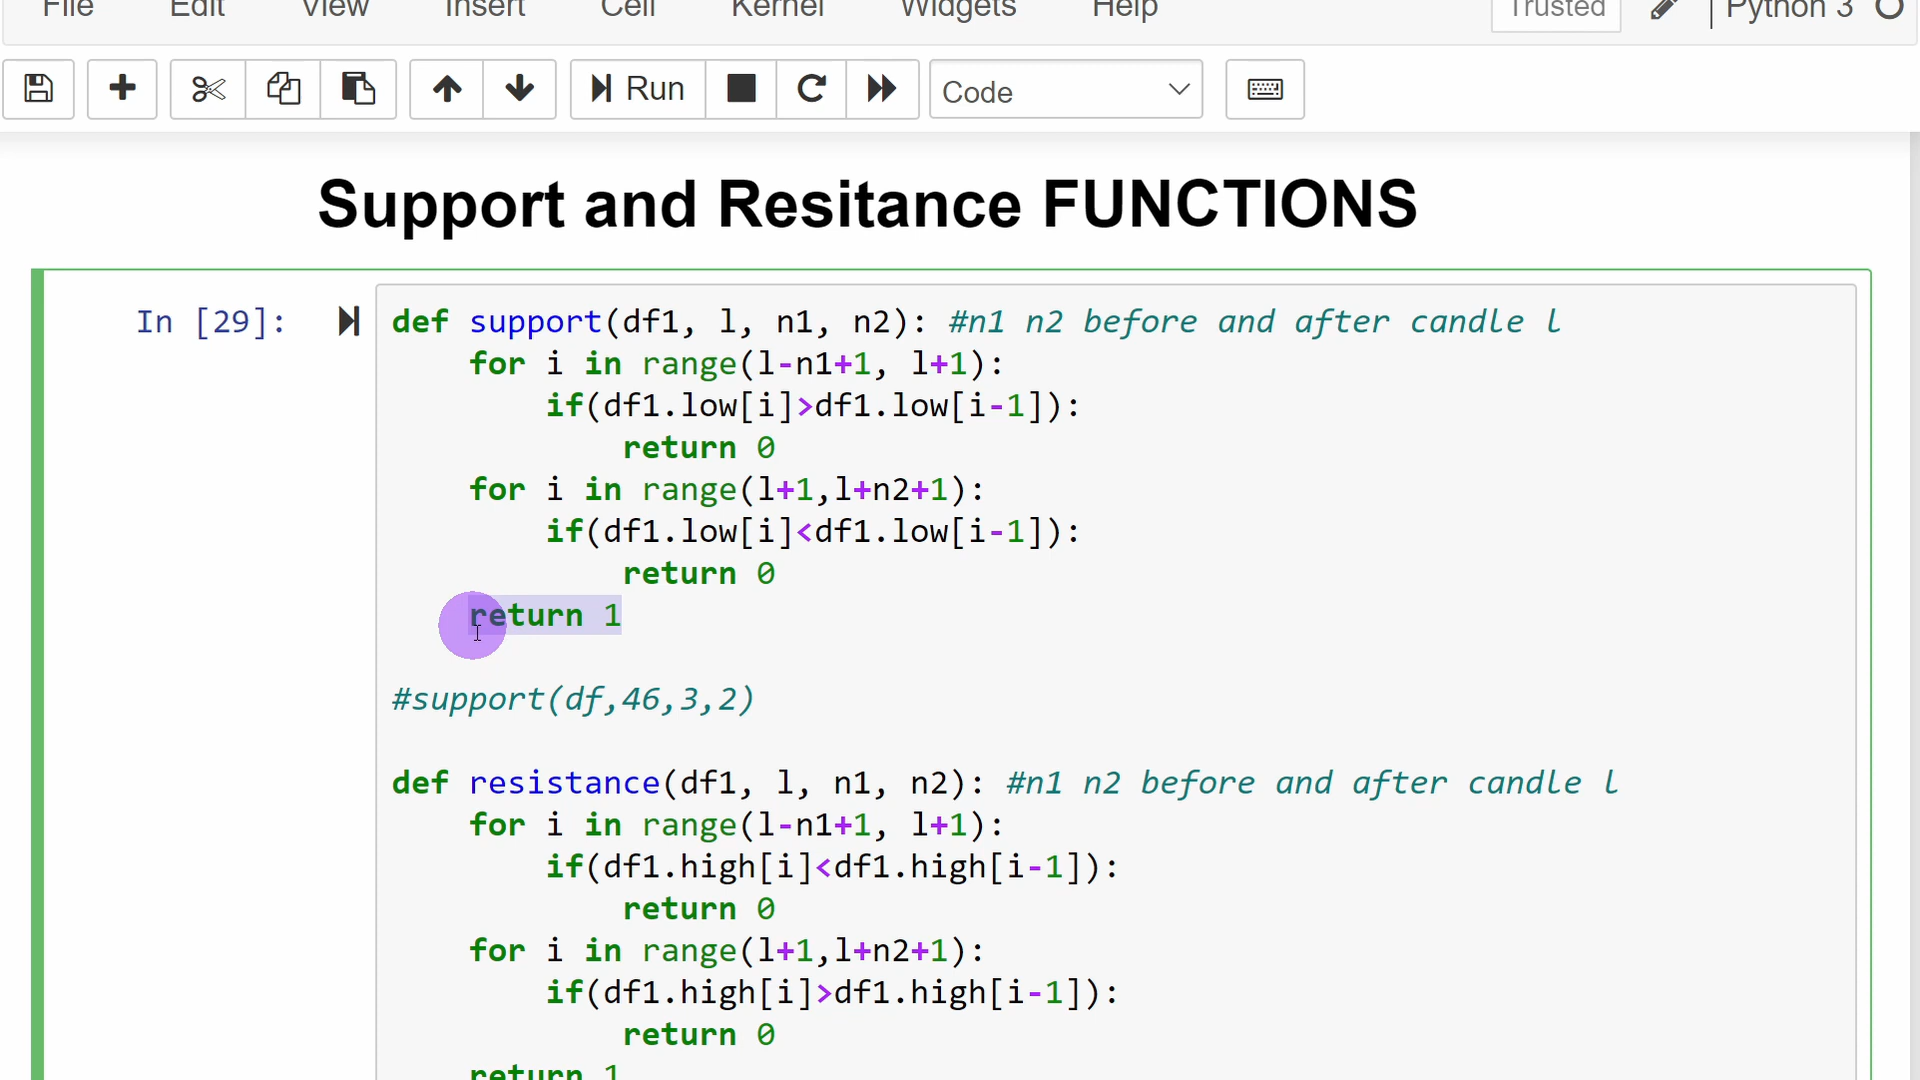 File Edit View Insert Cell Kernel Widgets Help Trusted Python 3
Run Code
Support and Resitance FUNCTIONS
In [29]: def support(df1, l, n1, n2): #n1 n2 before and after candle l
    for i in range(l-n1+1, l+1):
        if(df1.low[i]>df1.low[i-1]):
            return 0
    for i in range(l+1,l+n2+1):
        if(df1.low[i]<df1.low[i-1]):
            return 0
    return 1
#support(df,46,3,2)
def resistance(df1, l, n1, n2): #n1 n2 before and after candle l
    for i in range(l-n1+1, l+1):
        if(df1.high[i]<df1.high[i-1]):
            return 0
    for i in range(l+1,l+n2+1):
        if(df1.high[i]>df1.high[i-1]):
            return 0
    return 1